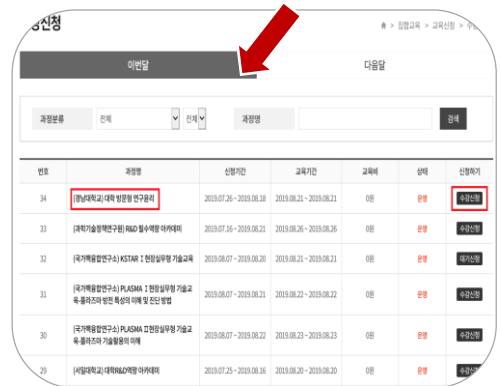 신청
> 집합교육 > 교육신청 >
이번달
다음달
과정분류 전체 전체 과정명 검색
번호 과정명 신청기간 교육기간 교육비 상태 신청하기
34 (경남대학교) 대학 방문형 연구윤리 2019.07.26 ~ 2019.08.18 2019.08.21 ~ 2019.08.21 0원 운영 수강신청
33 (과학기술정책연구원) R&D 필수역량 아카데미 2019.07.16 ~ 2019.08.21 2019.08.26 ~ 2019.08.26 0원 운영 수강신청
32 (국가핵융합연구소) KSTAR I 현장실무형 기술교육 2019.08.07 ~ 2019.08.20 2019.08.21 ~ 2019.08.21 0원 운영 대기신청
31 (국가핵융합연구소) PLASMA I 현장실무형 기술교
육-플라즈마 방전 특성의 이해 및 진단 방법 2019.08.07 ~ 2019.08.21 2019.08.22 ~ 2019.08.22 0원 운영 수강신청
30 (국가핵융합연구소) PLASMA II 현장실무형 기술교
육-플라즈마 기술활용의 이해 2019.08.07 ~ 2019.08.22 2019.08.23 ~ 2019.08.23 0원 운영 수강신청
29 (서일대학교) 대학R&D역량 아카데미 2019.07.25 ~ 2019.08.16 2019.08.20 ~ 2019.08.20 0원 운영